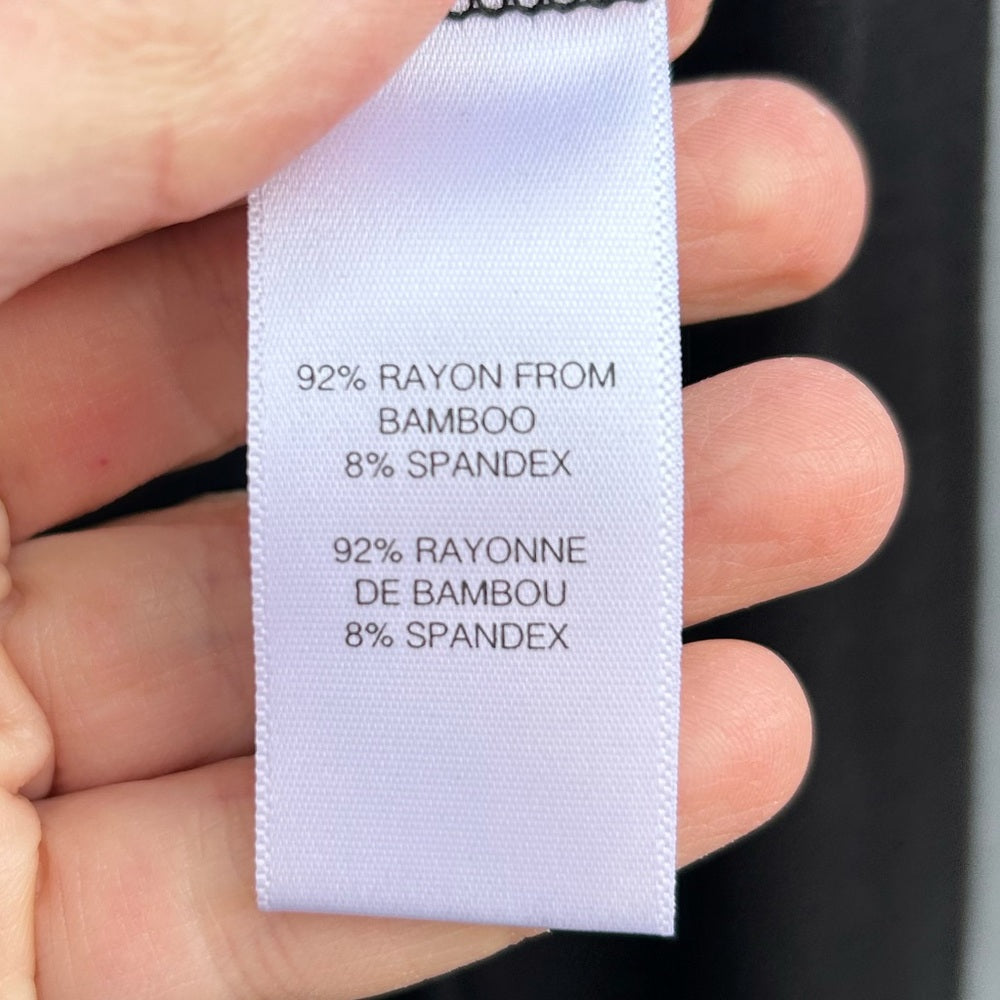 92% RAYON FROM
BAMBOO
8% SPANDEX
92% RAYONNE
DE BAMBOU
8% SPANDEX